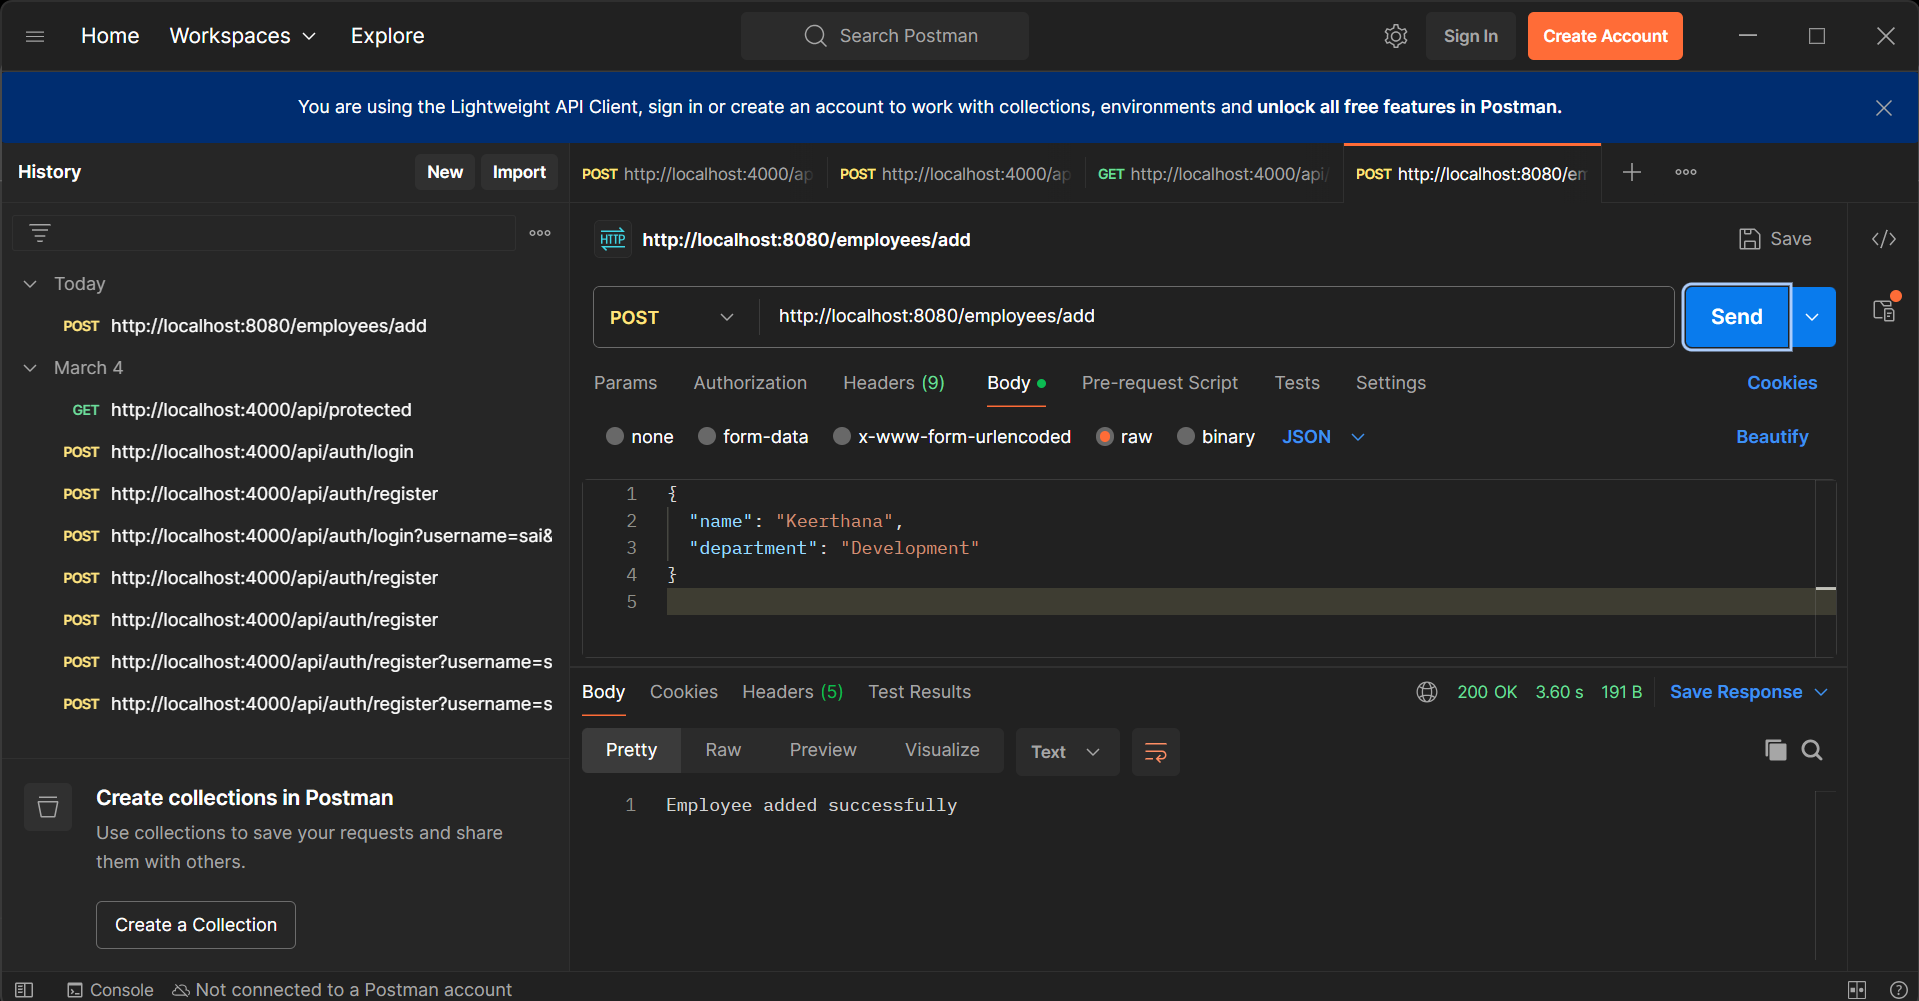 Home Workspaces Explore Search Postman Sign In Create Account
You are using the Lightweight API Client, sign in or create an account to work with collections, environments and unlock all free features in Postman.
History New Import
Today
POST http://localhost:8080/employees/add
March 4
GET http://localhost:4000/api/protected
POST http://localhost:4000/api/auth/login
POST http://localhost:4000/api/auth/register
POST http://localhost:4000/api/auth/login?username=sai&
POST http://localhost:4000/api/auth/register
POST http://localhost:4000/api/auth/register
POST http://localhost:4000/api/auth/register?username=s
POST http://localhost:4000/api/auth/register?username=s
Create collections in Postman
Use collections to save your requests and share
them with others.
Create a Collection
POST http://localhost:4000/ap POST http://localhost:4000/ap GET http://localhost:4000/api/ POST http://localhost:8080/em
HTTP http://localhost:8080/employees/add Save
POST http://localhost:8080/employees/add Send
Params Authorization Headers (9) Body Pre-request Script Tests Settings Cookies
none form-data x-www-form-urlencoded raw binary JSON Beautify
1 {
2 "name": "Keerthana",
3 "department": "Development"
4 }
5
Body Cookies Headers (5) Test Results 200 OK 3.60 s 191 B Save Response
Pretty Raw Preview Visualize Text
1 Employee added successfully
Console Not connected to a Postman account